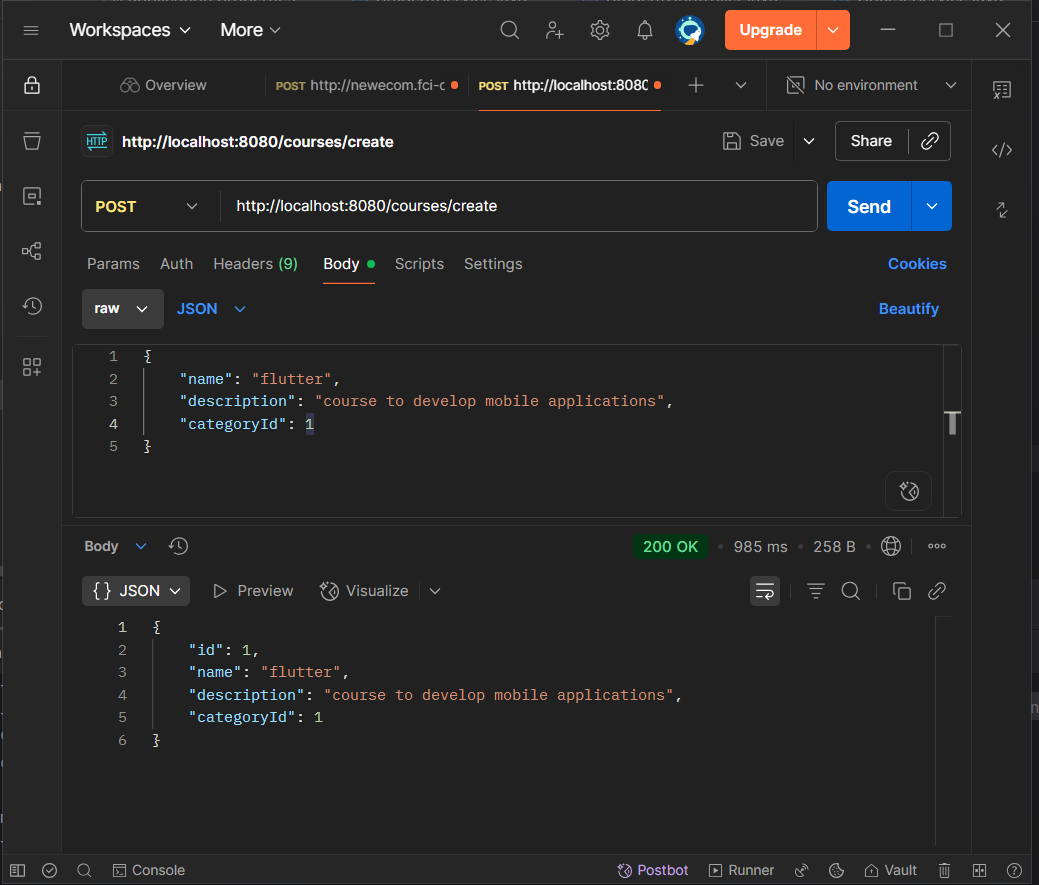 Workspaces More Upgrade
Overview POST http://newecom.fci-c POST http://localhost:8080 No environment
HTTP http://localhost:8080/courses/create Save Share
POST http://localhost:8080/courses/create Send
Params Auth Headers (9) Body Scripts Settings Cookies
raw JSON Beautify
1 {
2 "name": "flutter",
3 "description": "course to develop mobile applications",
4 "categoryId": 1
5 }
Body 200 OK 985 ms 258 B
{} JSON Preview Visualize
1 {
2 "id": 1,
3 "name": "flutter",
4 "description": "course to develop mobile applications",
5 "categoryId": 1
6 }
Console Postbot Runner Vault